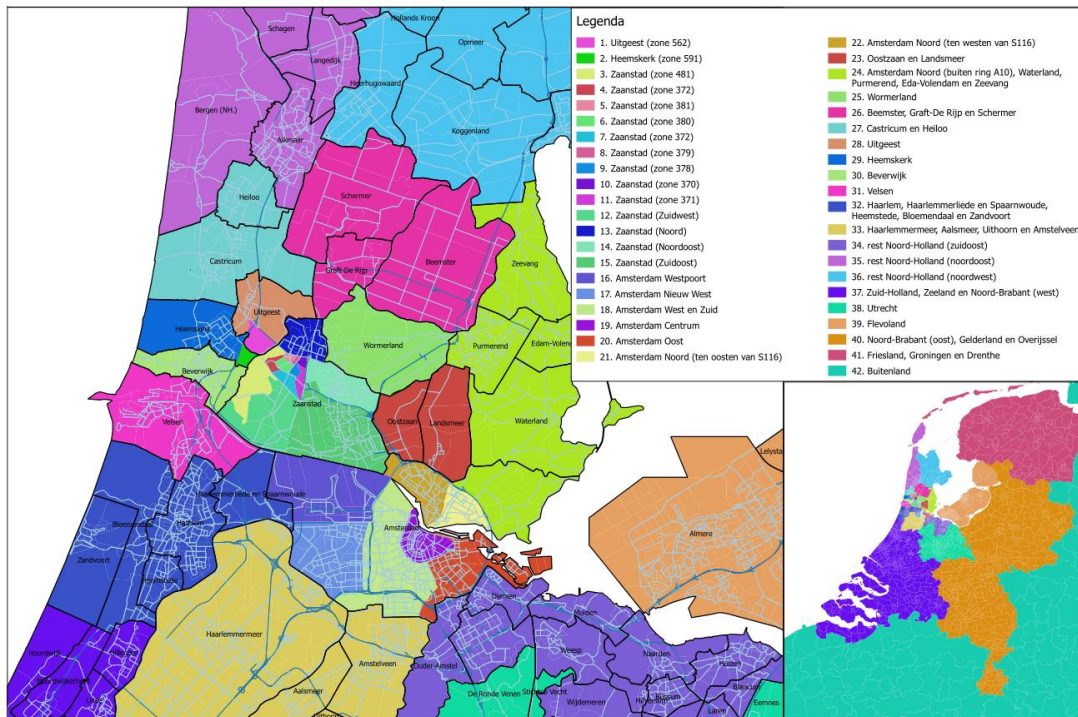 Legenda
1. Uitgeest (zone 562)
2. Heemskerk (zone 591)
3. Zaanstad (zone 481)
4. Zaanstad (zone 372)
5. Zaanstad (zone 381)
6. Zaanstad (zone 380)
7. Zaanstad (zone 372)
8. Zaanstad (zone 379)
9. Zaanstad (zone 378)
10. Zaanstad (zone 370)
11. Zaanstad (zone 371)
12. Zaanstad (Zuidwest)
13. Zaanstad (Noord)
14. Zaanstad (Noordoost)
15. Zaanstad (Zuidoost)
16. Amsterdam Westpoort
17. Amsterdam Nieuw West
18. Amsterdam West en Zuid
19. Amsterdam Centrum
20. Amsterdam Oost
21. Amsterdam Noord (ten oosten van S116)
22. Amsterdam Noord (ten westen van S116)
23. Oostzaan en Landsmeer
24. Amsterdam Noord (buiten ring A10), Waterland,
Purmerend, Eda-Volendam en Zeevang
25. Wormerland
26. Beemster, Graft-De Rijp en Schermer
27. Castricum en Heiloo
28. Uitgeest
29. Heemskerk
30. Beverwijk
31. Velsen
32. Haarlem, Haarlemmerliede en Spaarnwoude,
Heemstede, Bloemendaal en Zandvoort
33. Haarlemmermeer, Aalsmeer, Uithoorn en Amstelveen
34. rest Noord-Holland (zuidoost)
35. rest Noord-Holland (noordoost)
36. rest Noord-Holland (noordwest)
37. Zuid-Holland, Zeeland en Noord-Brabant (west)
38. Utrecht
39. Flevoland
40. Noord-Brabant (oost), Gelderland en Overijssel
41. Friesland, Groningen en Drenthe
42. Buitenland
Hollands Kroon
Schagen
Opmeer
Langedijk
Heerhugowaard
Bergen (NH.)
Koggenland
Alkmaar
Heiloo
Schermer
Castricum
Graft-De Rijp
Beemster
Zeevang
Uitgeest
Heemskerk
Wormerland
Purmerend
Edam-Volend
Beverwijk
Zaanstad
Velsen
Oostzaan
Landsmeer
Waterland
Lelysta
Haarlemmerliede en Spaarnwoude
Bloemendaal
Haarlem
Amsterdam
Almere
Zandvoort
Heemstede
Diemen
Muiden
Haarlemmermeer
Noordwijk
Hillegom
Amstelveen
Ouder-Amstel
Weesp
Naarden
Huizen
Noordwijkerhout
Lisse
Aalsmeer
De Ronde Venen
Stichtse Vecht
Wijdemeren
Hilversum
Bussum
Blaricum
Laren
Eemnes
Uithoorn